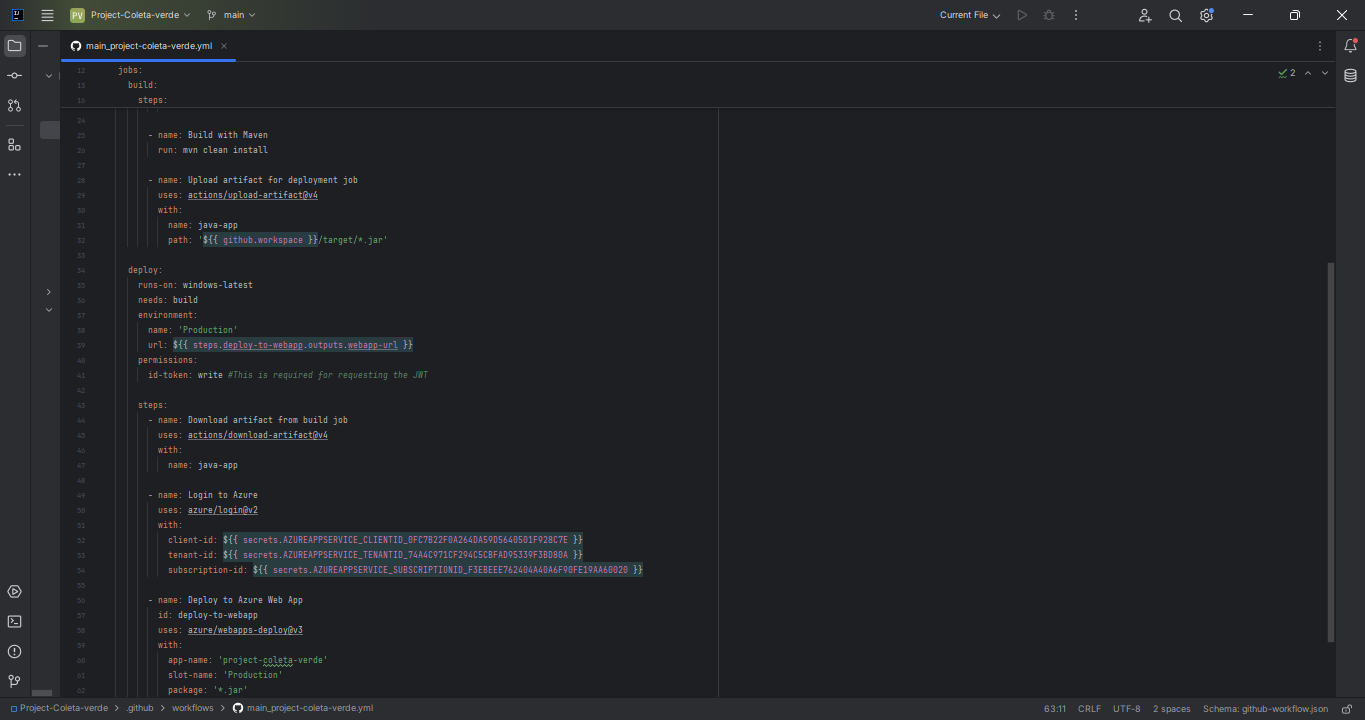 PV Project-Coleta-verde main Current File
main_project-coleta-verde.yml
12 jobs:
13 build:
16 steps:
2
24
25 - name: Build with Maven
26 run: mvn clean install
27
28 - name: Upload artifact for deployment job
29 uses: actions/upload-artifact@v4
30 with:
31 name: java-app
32 path: '${{ github.workspace }}/target/*.jar'
33
34 deploy:
35 runs-on: windows-latest
36 needs: build
37 environment:
38 name: 'Production'
39 url: ${{ steps.deploy-to-webapp.outputs.webapp-url }}
40 permissions:
41 id-token: write #This is required for requesting the JWT
42
43 steps:
44 - name: Download artifact from build job
45 uses: actions/download-artifact@v4
46 with:
47 name: java-app
48
49 - name: Login to Azure
50 uses: azure/login@v2
51 with:
52 client-id: ${{ secrets.AZUREAPPSERVICE_CLIENTID_0FC7B22F0A264DA59D5640501F928C7E }}
53 tenant-id: ${{ secrets.AZUREAPPSERVICE_TENANTID_74A4C971CF294C5CBFAD95339F3BD80A }}
54 subscription-id: ${{ secrets.AZUREAPPSERVICE_SUBSCRIPTIONID_F3EBEEE762404A40A6F90FE19AA60020 }}
55
56 - name: Deploy to Azure Web App
57 id: deploy-to-webapp
58 uses: azure/webapps-deploy@v3
59 with:
60 app-name: 'project-coleta-verde'
61 slot-name: 'Production'
62 package: '*.jar'
Project-Coleta-verde > .github > workflows > main_project-coleta-verde.yml 63:11 CRLF UTF-8 2 spaces Schema: github-workflow.json